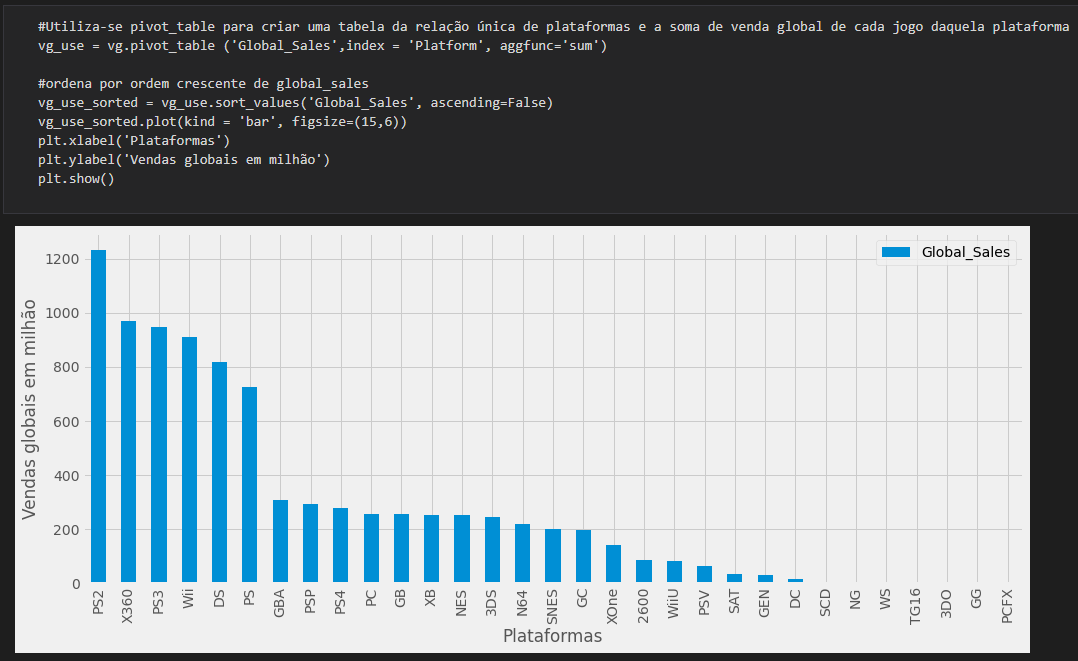 #Utiliza-se pivot_table para criar uma tabela da relação única de plataformas e a soma de venda global de cada jogo daquela plataforma
vg_use = vg.pivot_table ('Global_Sales',index = 'Platform', aggfunc='sum')
#ordena por ordem crescente de global_sales
vg_use_sorted = vg_use.sort_values('Global_Sales', ascending=False)
vg_use_sorted.plot(kind = 'bar', figsize=(15,6))
plt.xlabel('Plataformas')
plt.ylabel('Vendas globais em milhão')
plt.show()
Global_Sales
Vendas globais em milhão
1200
1000
800
600
400
200
0
PS2 X360 PS3 Wii DS PS GBA PSP PS4 PC GB XB NES 3DS N64 SNES GC XOne 2600 WiiU PSV SAT GEN DC SCD NG WS TG16 3DO GG PCFX
Plataformas